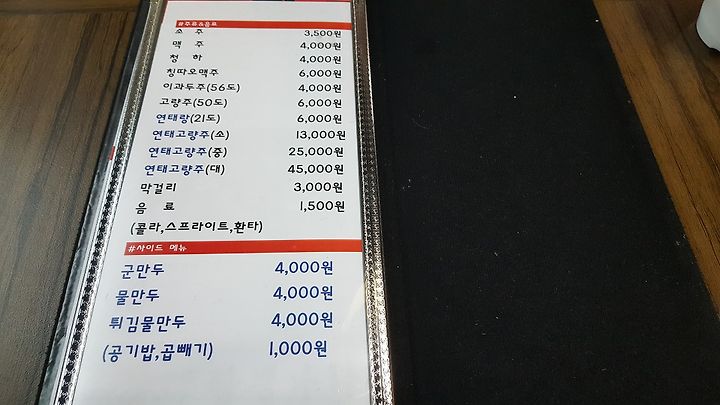 #주류&음료
소 주 3,500원
맥 주 4,000원
청 하 4,000원
칭따오맥주 6,000원
이과두주(56도) 4,000원
고량주(50도) 6,000원
연태랑(21도) 6,000원
연태고량주(소) 13,000원
연태고량주(중) 25,000원
연태고량주(대) 45,000원
막걸리 3,000원
음 료 1,500원
(콜라,스프라이트,환타)
#사이드 메뉴
군만두 4,000원
물만두 4,000원
튀김물만두 4,000원
(공기밥,곱빼기) 1,000원